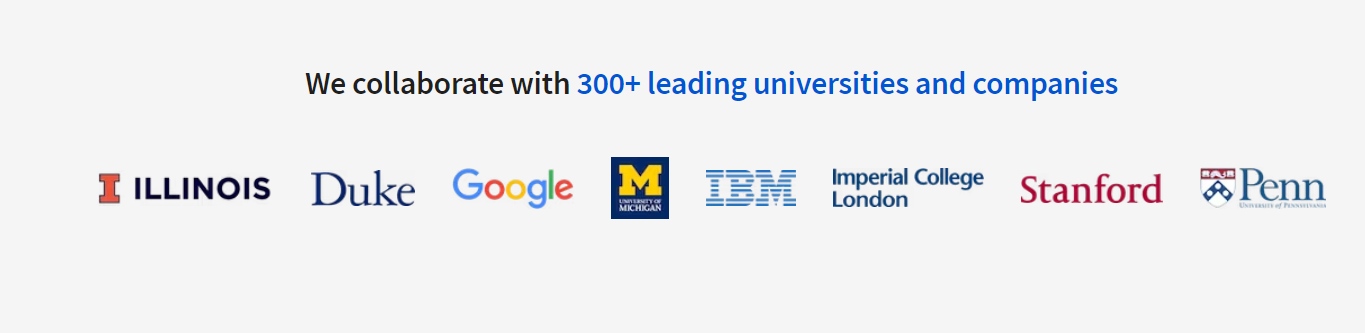 We collaborate with 300+ leading universities and companies
I ILLINOIS
Duke
Google
M
UNIVERSITY OF
MICHIGAN
IBM
Imperial College
London
Stanford
Penn
UNIVERSITY of PENNSYLVANIA